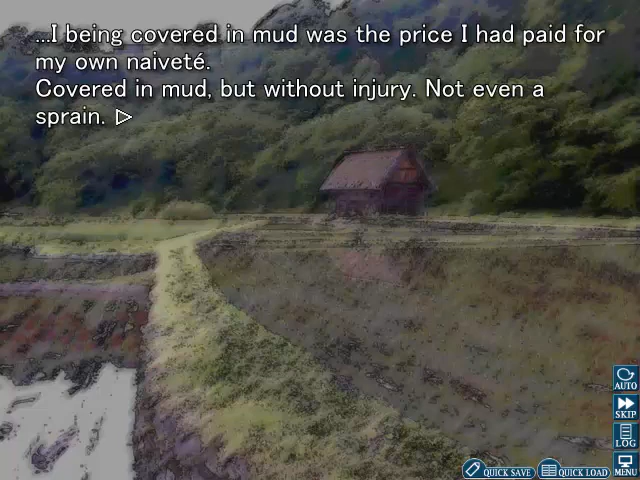 ...I being covered in mud was the price I had paid for
my own naiveté.
Covered in mud, but without injury. Not even a
sprain.
AUTO
SKIP
LOG
MENU
QUICK SAVE
QUICK LOAD